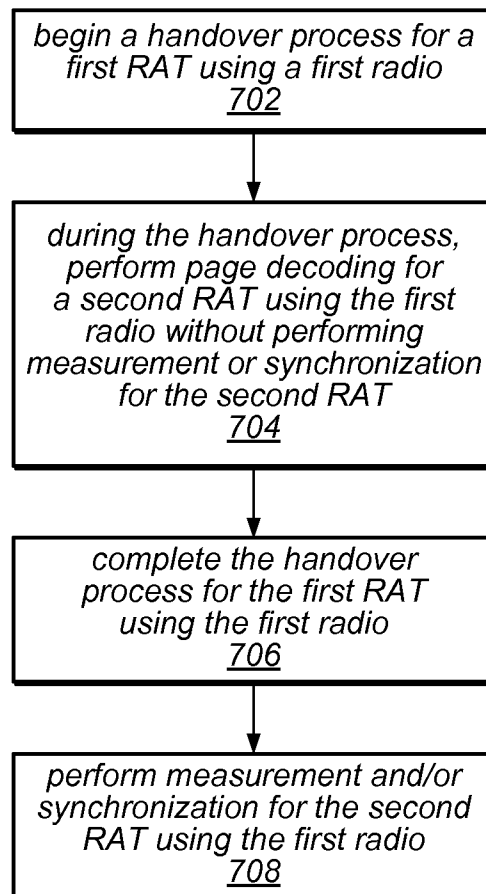 begin a handover process for a
first RAT using a first radio
702
during the handover process,
perform page decoding for
a second RAT using the first
radio without performing
measurement or synchronization
for the second RAT
704
complete the handover
process for the first RAT
using the first radio
706
perform measurement and/or
synchronization for the second
RAT using the first radio
708